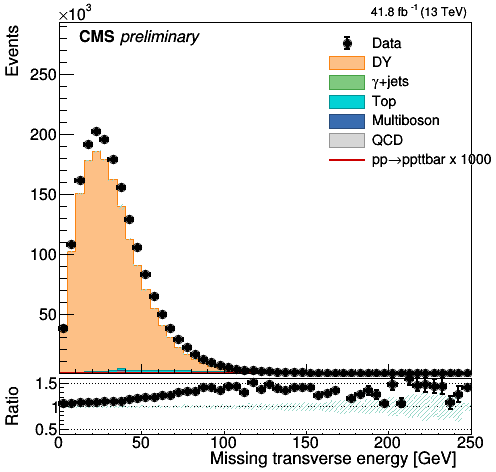 ×10³
41.8 fb⁻¹ (13 TeV)
CMS preliminary
Events
250
200
150
100
50
Data
DY
γ+jets
Top
Multiboson
QCD
pp→ppttbar x 1000
Ratio
1.5
1
0.5
0 50 100 150 200 250
Missing transverse energy [GeV]